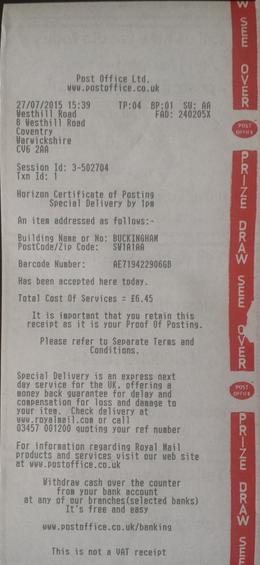 Post Office Ltd.
www.postoffice.co.uk
27/07/2015 15:39 TP:04 BP:01 SU: AA
Westhill Road FAD: 240205X
8 Westhill Road
Coventry
Warwickshire
CV6 2AA
Session Id: 3-502704
Txn Id: 1
Horizon Certificate of Posting
Special Delivery by 1pm
An item addressed as follows:-
Building Name or No: BUCKINGHAM
PostCode/Zip Code: SW1A1AA
Barcode Number: AE719422906GB
Has been accepted here today.
Total Cost Of Services = £6.45
It is important that you retain this
receipt as it is your Proof Of Posting.
Please refer to Separate Terms and
Conditions.
Special Delivery is an express next
day service for the UK, offering a
money back guarantee for delay and
compensation for loss and damage to
your item. Check delivery at
www.royalmail.com or call
03457 001200 quoting your ref number
For information regarding Royal Mail
products and services visit our web site
at www.postoffice.co.uk
Withdraw cash over the counter
from your bank account
at any of our branches(selected banks)
It's free and easy
www.postoffice.co.uk/banking
This is not a VAT receipt
W SEE OVER
POST OFFICE
PRIZE DRAW SEE OVER
POST OFFICE
PRIZE DRAW SEE